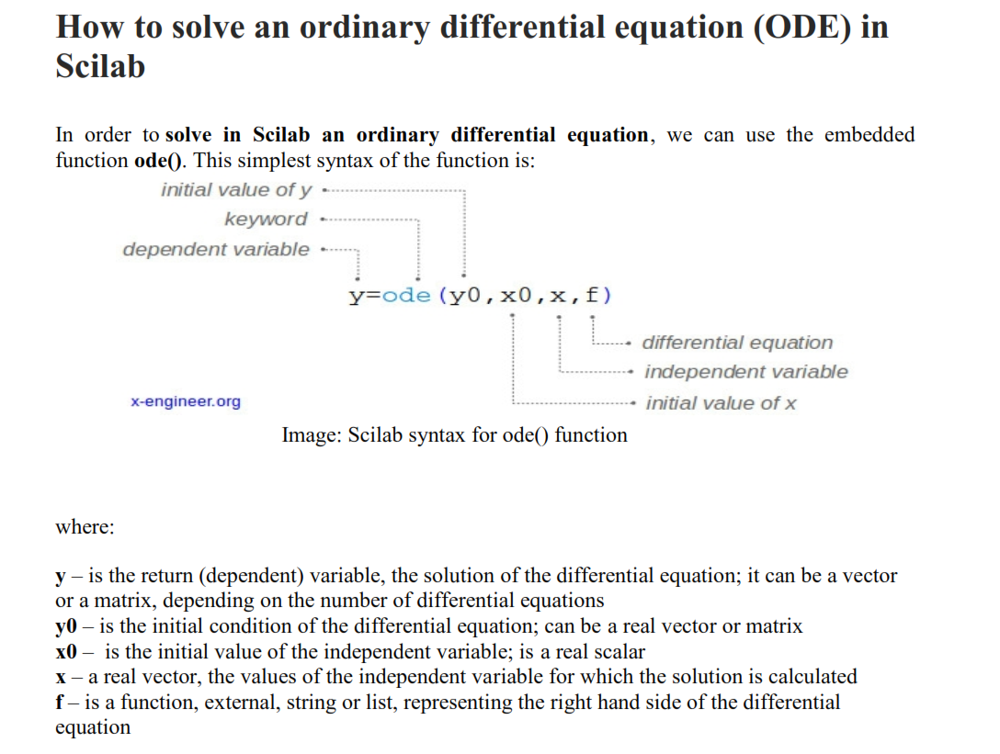 How to solve an ordinary differential equation (ODE) in
Scilab
In order to solve in Scilab an ordinary differential equation, we can use the embedded
function ode(). This simplest syntax of the function is:
initial value of y
keyword
dependent variable
y=ode(y0,x0,x,f)
differential equation
independent variable
initial value of x
x-engineer.org
Image: Scilab syntax for ode() function
where:
y – is the return (dependent) variable, the solution of the differential equation; it can be a vector
or a matrix, depending on the number of differential equations
y0 – is the initial condition of the differential equation; can be a real vector or matrix
x0 – is the initial value of the independent variable; is a real scalar
x – a real vector, the values of the independent variable for which the solution is calculated
f – is a function, external, string or list, representing the right hand side of the differential
equation